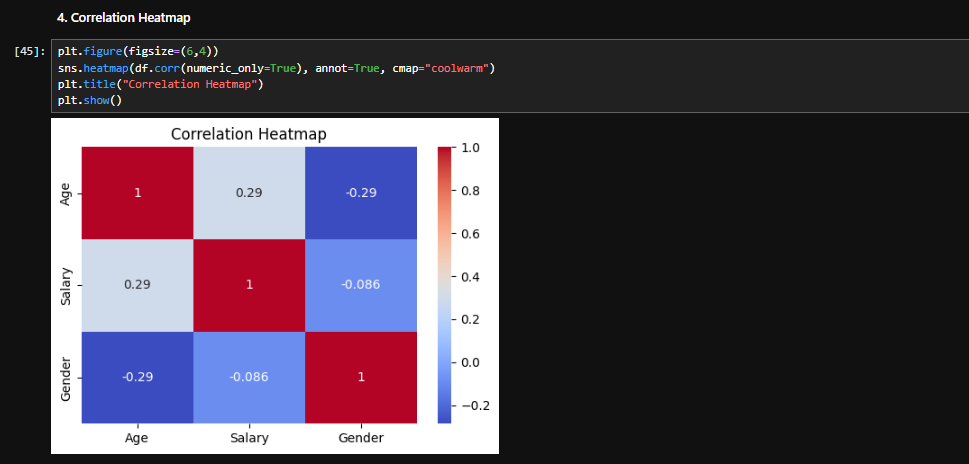 4. Correlation Heatmap
[45]:
plt.figure(figsize=(6,4))
sns.heatmap(df.corr(numeric_only=True), annot=True, cmap="coolwarm")
plt.title("Correlation Heatmap")
plt.show()
Correlation Heatmap
Age 1 0.29 -0.29
Salary 0.29 1 -0.086
Gender -0.29 -0.086 1
Age Salary Gender
1.0
0.8
0.6
0.4
0.2
0.0
−0.2